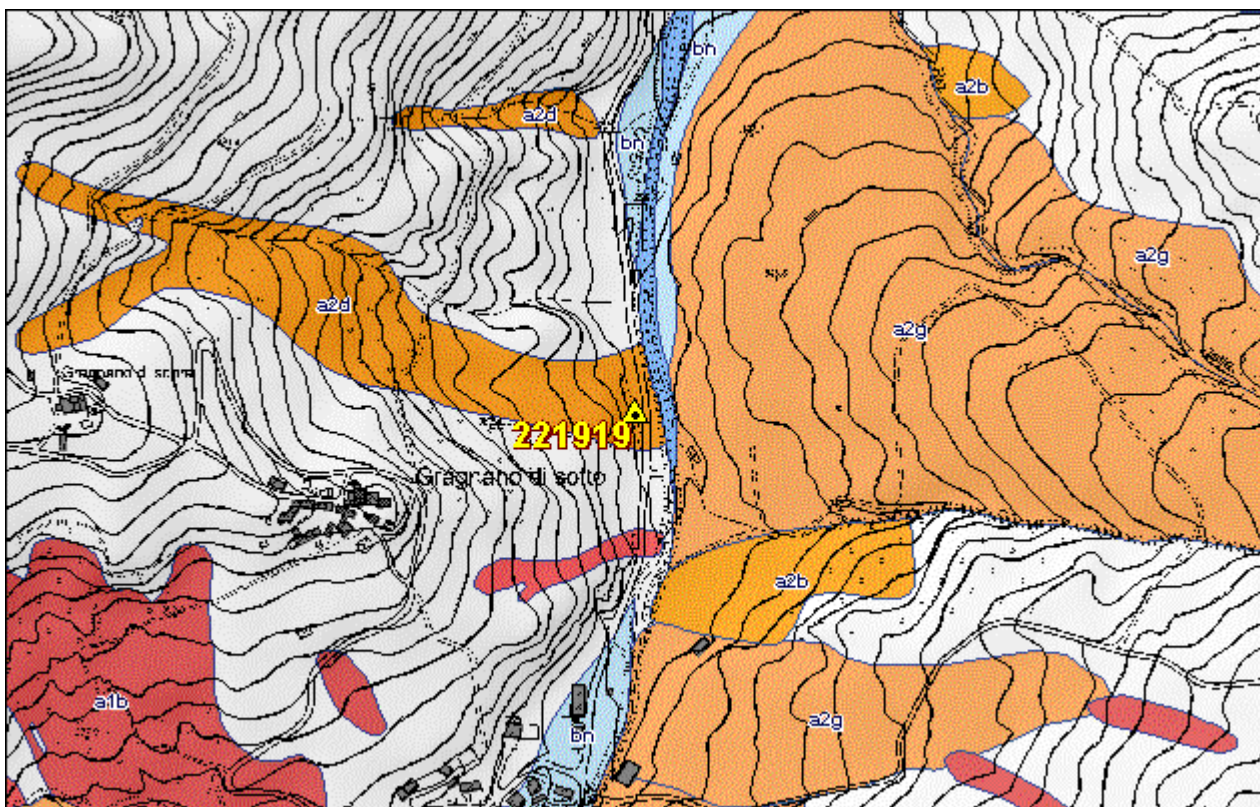 bn
a2b
a2d
bn
a2g
a2d
a2g
Gragnano di sopra
221919
Gragnano di sotto
a2b
a1b
a2g
bn